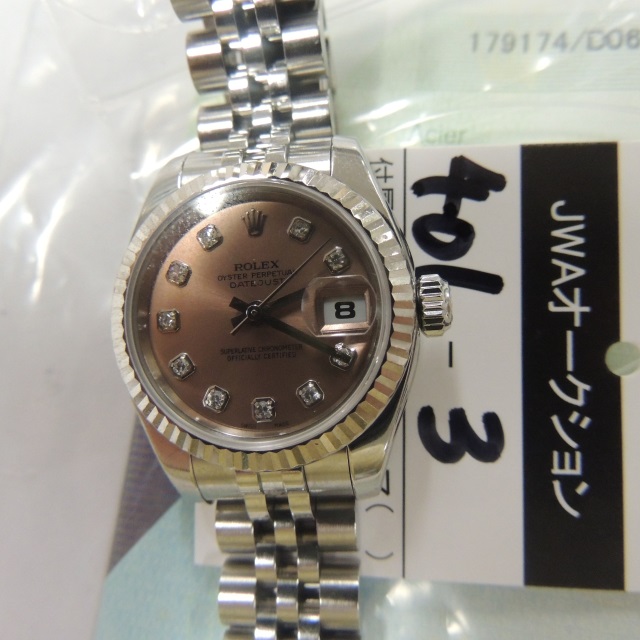 179174/D06
Acier
ROLEX
OYSTER PERPETUAL
DATEJUST
8
SUPERLATIVE CHRONOMETER
OFFICIALLY CERTIFIED
401-3
JWAオークション